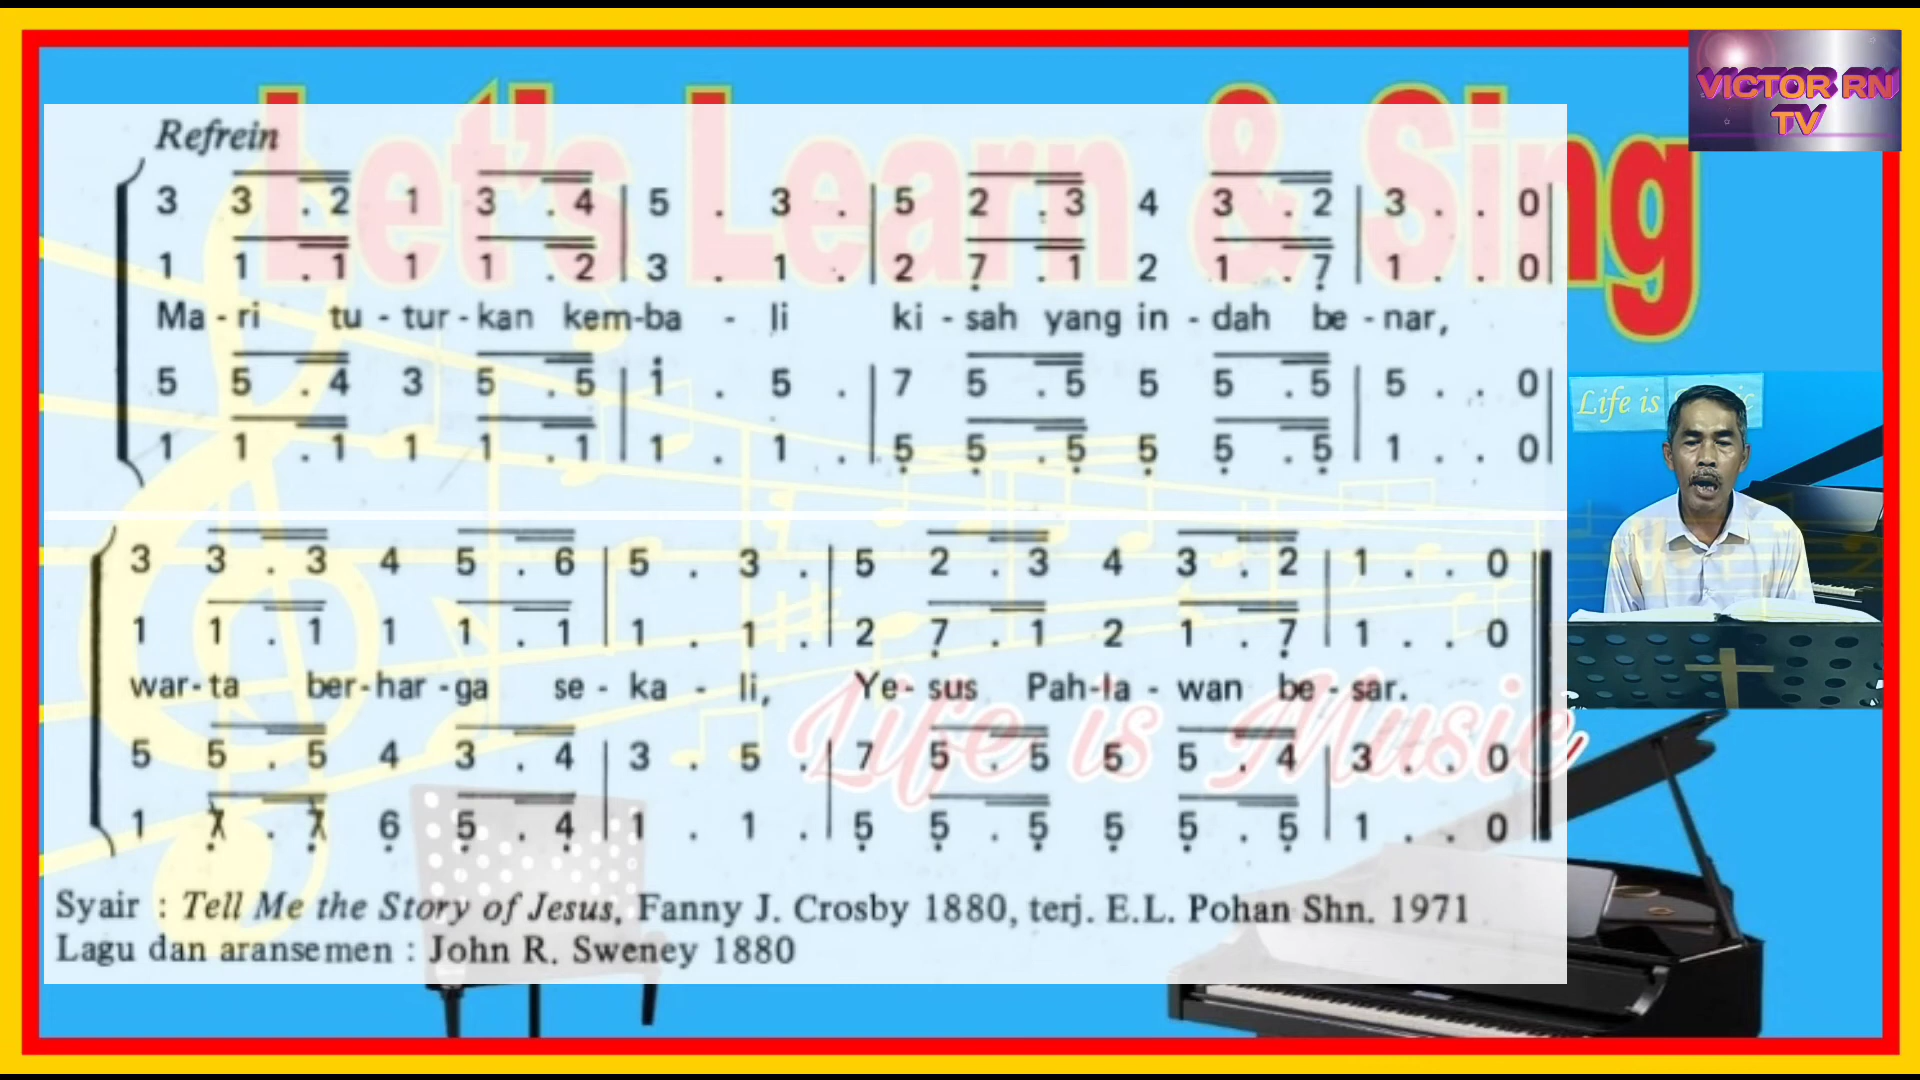 Let's Learn & Sing
VICTOR RN
TV
Refrein
3 3 . 2 1 3 . 4 | 5 . 3 . | 5 2 . 3 4 3 . 2 | 3 . . 0 |
1 1 . 1 1 1 . 2 | 3 . 1 . | 2 7̣ . 1 2 1 . 7̣ | 1 . . 0 |
Ma - ri tu - tur - kan kem-ba - li ki - sah yang in - dah be - nar,
5 5 . 4 3 5 . 5 | i . 5 . | 7 5 . 5 5 5 . 5 | 5 . . 0 |
1 1 . 1 1 1 . 1 | 1 . 1 . | 5̣ 5̣ . 5̣ 5̣ 5̣ . 5̣ | 1 . . 0 |
Life is
3 3 . 3 4 5 . 6 | 5 . 3 . | 5 2 . 3 4 3 . 2 | 1 . . 0 ||
1 1 . 1 1 1 . 1 | 1 . 1 . | 2 7̣ . 1 2 1 . 7̣ | 1 . . 0
war - ta ber - har - ga se - ka - li, Ye - sus Pah - la - wan be - sar.
Life is Music
5 5 . 5 4 3 . 4 | 3 . 5 . | 7 5 . 5 5 5 . 4 | 3 . . 0
1 7̣ . 7̣ 6̣ 5̣ . 4̣ | 1 . 1 . | 5̣ 5̣ . 5̣ 5̣ 5̣ . 5̣ | 1 . . 0 ||
Syair : Tell Me the Story of Jesus, Fanny J. Crosby 1880, terj. E.L. Pohan Shn. 1971
Lagu dan aransemen : John R. Sweney 1880